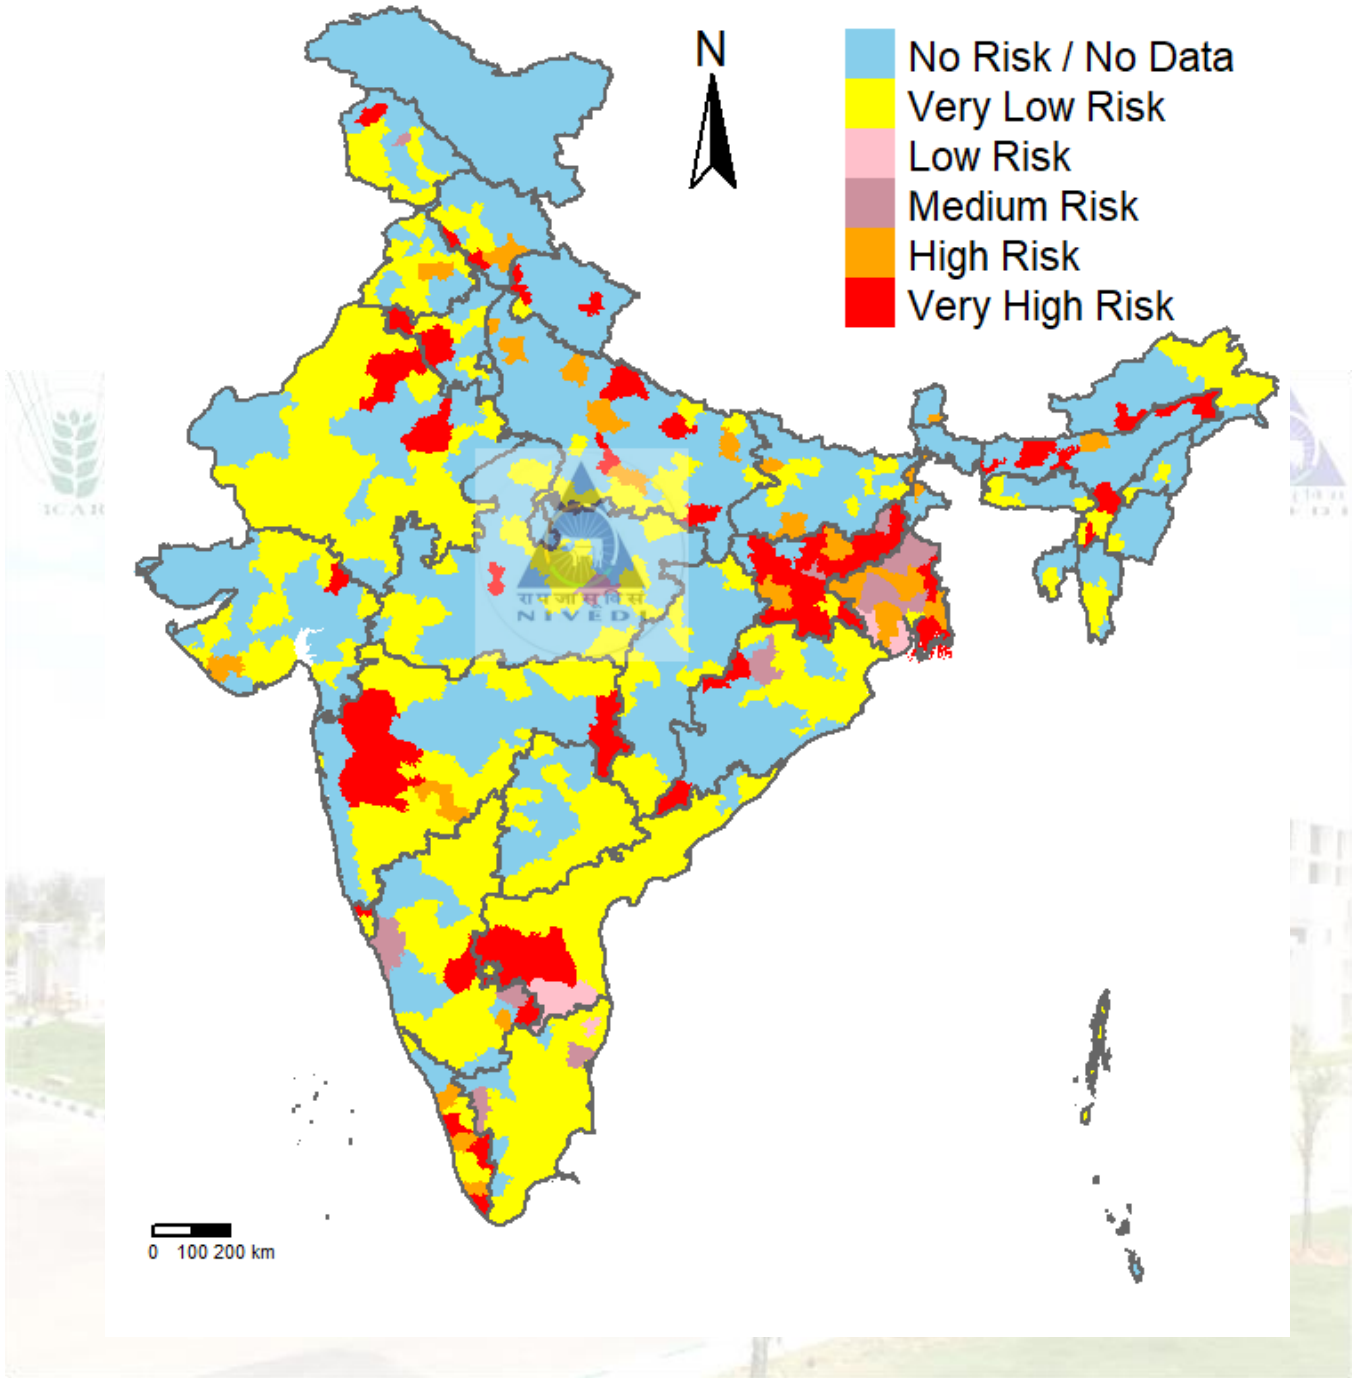 N
No Risk / No Data
Very Low Risk
Low Risk
Medium Risk
High Risk
Very High Risk
ICAR
NIVEDI
0 100 200 km